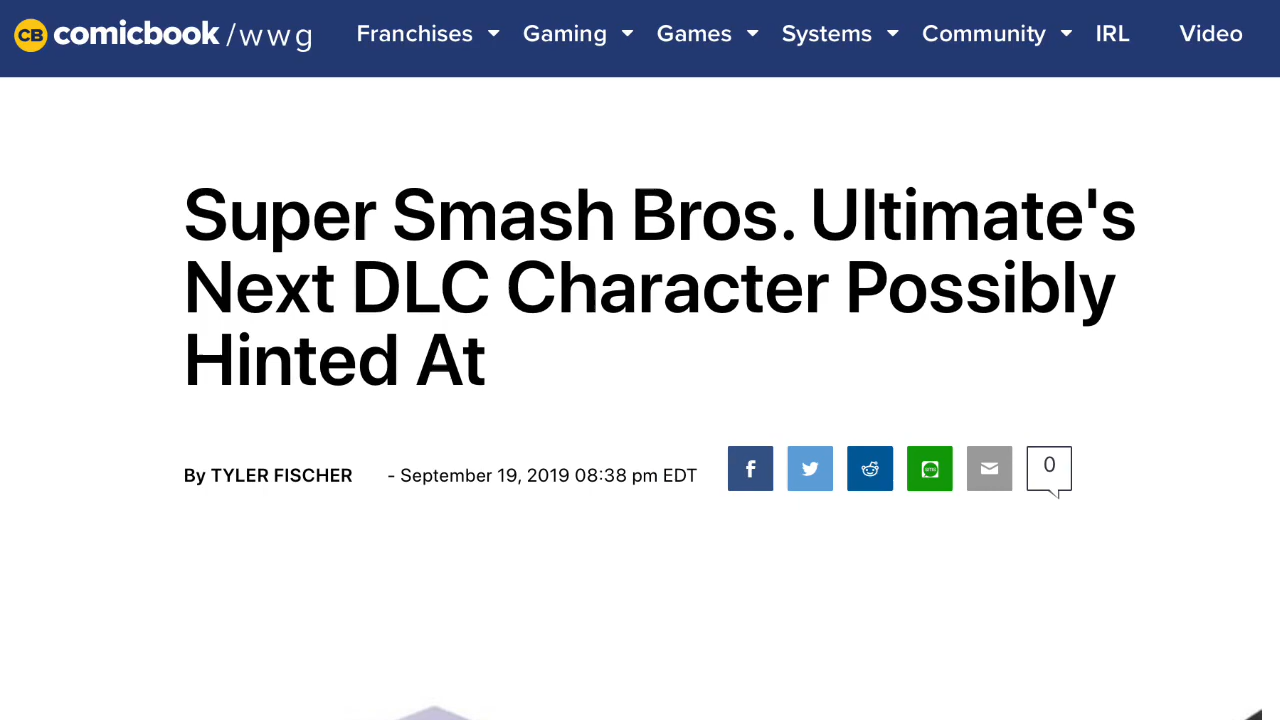 CB comicbook /wwg Franchises Gaming Games Systems Community IRL Video
Super Smash Bros. Ultimate's
Next DLC Character Possibly
Hinted At
By TYLER FISCHER - September 19, 2019 08:38 pm EDT f 0